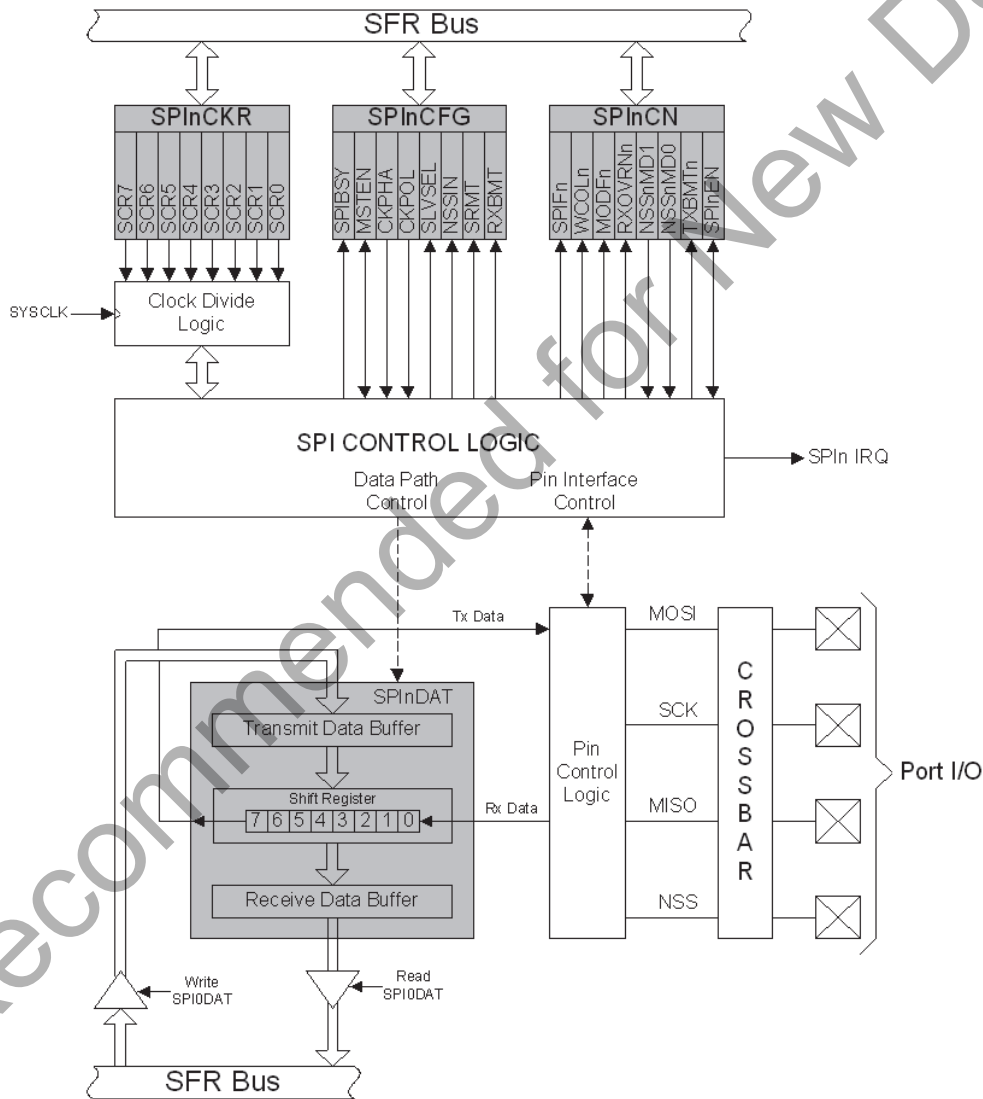 SFR Bus
SPInCKR
SCR7
SCR6
SCR5
SCR4
SCR3
SCR2
SCR1
SCR0
SPInCFG
SPIBSY
MSTEN
CKPHA
CKPOL
SLVSEL
NSSIN
SRMT
RXBMT
SPInCN
SPIFn
WCOLn
MODFn
RXOVRNn
NSSnMD1
NSSnMD0
TXBMTn
SPInEN
SYSCLK
Clock Divide
Logic
SPI CONTROL LOGIC
Data Path
Control
Pin Interface
Control
SPIn IRQ
Tx Data
SPInDAT
Transmit Data Buffer
Shift Register
7 6 5 4 3 2 1 0
Rx Data
Receive Data Buffer
Pin
Control
Logic
MOSI
SCK
MISO
NSS
CROSSBAR
Port I/O
Write
SPI0DAT
Read
SPI0DAT
SFR Bus
Recommended for New De